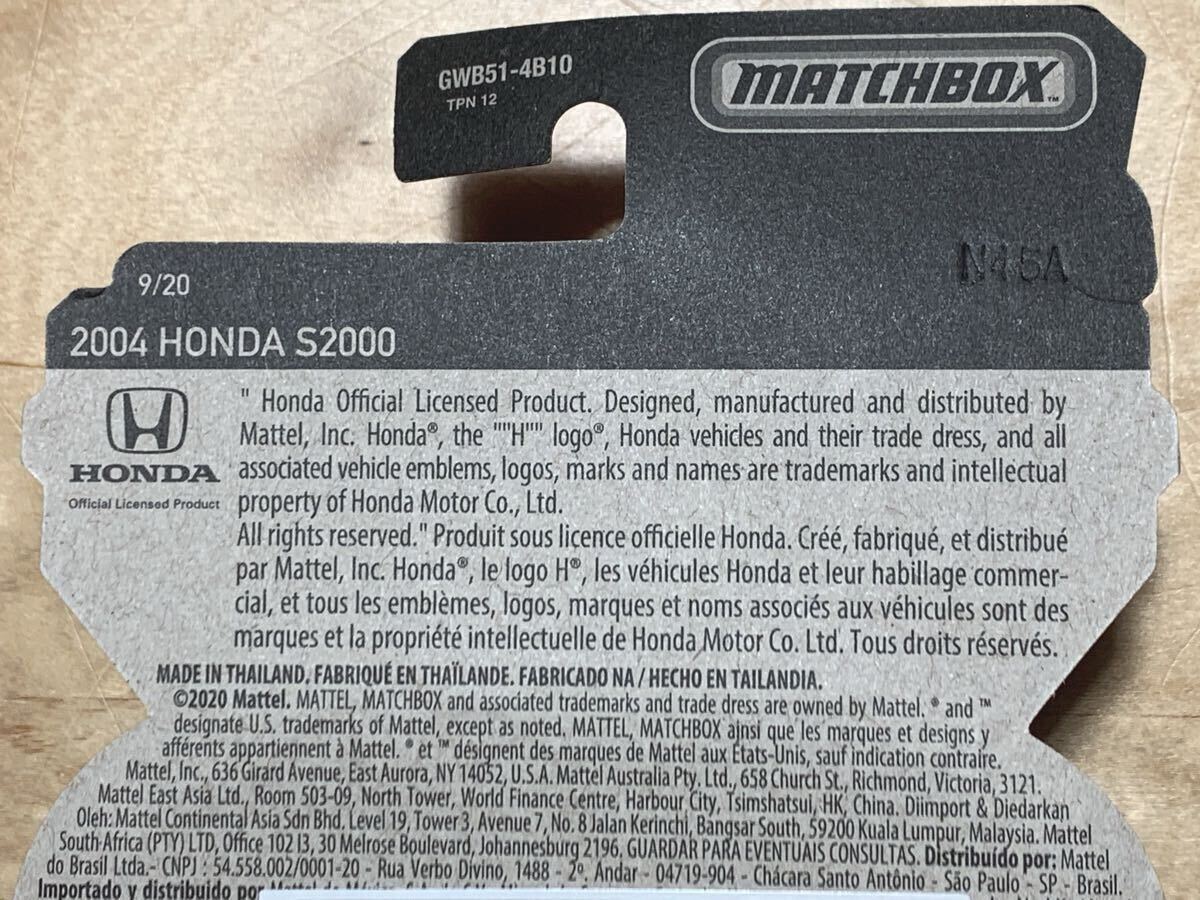 GWB51-4B10
TPN 12
MATCHBOX™
N45A
9/20
2004 HONDA S2000
HONDA
Official Licensed Product
" Honda Official Licensed Product. Designed, manufactured and distributed by
Mattel, Inc. Honda®, the ""H"" logo®, Honda vehicles and their trade dress, and all
associated vehicle emblems, logos, marks and names are trademarks and intellectual
property of Honda Motor Co., Ltd.
All rights reserved." Produit sous licence officielle Honda. Créé, fabriqué, et distribué
par Mattel, Inc. Honda®, le logo H®, les véhicules Honda et leur habillage commer-
cial, et tous les emblèmes, logos, marques et noms associés aux véhicules sont des
marques et la propriété intellectuelle de Honda Motor Co. Ltd. Tous droits réservés.
MADE IN THAILAND. FABRIQUÉ EN THAÏLANDE. FABRICADO NA / HECHO EN TAILANDIA.
©2020 Mattel. MATTEL, MATCHBOX and associated trademarks and trade dress are owned by Mattel. ® and ™
designate U.S. trademarks of Mattel, except as noted. MATTEL, MATCHBOX ainsi que les marques et designs y
afférents appartiennent à Mattel. ® et ™ désignent des marques de Mattel aux États-Unis, sauf indication contraire.
Mattel, Inc., 636 Girard Avenue, East Aurora, NY 14052, U.S.A. Mattel Australia Pty. Ltd., 658 Church St., Richmond, Victoria, 3121.
Mattel East Asia Ltd., Room 503-09, North Tower, World Finance Centre, Harbour City, Tsimshatsui, HK, China. Diimport & Diedarkan
Oleh: Mattel Continental Asia Sdn Bhd. Level 19, Tower 3, Avenue 7, No. 8 Jalan Kerinchi, Bangsar South, 59200 Kuala Lumpur, Malaysia. Mattel
South Africa (PTY) LTD, Office 102 I3, 30 Melrose Boulevard, Johannesburg 2196. GUARDAR PARA EVENTUAIS CONSULTAS. Distribuído por: Mattel
do Brasil Ltda.- CNPJ : 54.558.002/0001-20 - Rua Verbo Divino, 1488 - 2º. Andar - 04719-904 - Chácara Santo Antônio - São Paulo - SP - Brasil.
Importado y distribuido por